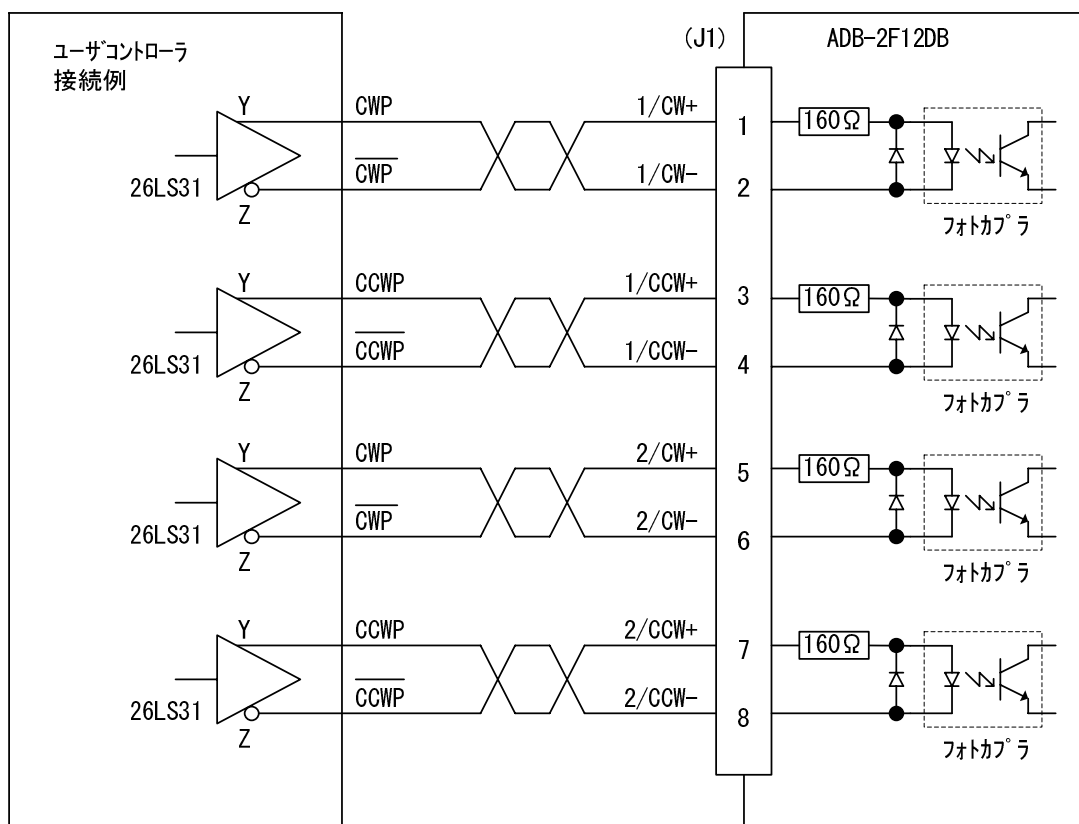 ユーザコントローラ
接続例
(J1)
ADB-2F12DB
Y
CWP
1/CW+
1
160Ω
26LS31
CWP
1/CW-
2
Z
フォトカプラ
Y
CCWP
1/CCW+
3
160Ω
26LS31
CCWP
1/CCW-
4
Z
フォトカプラ
Y
CWP
2/CW+
5
160Ω
26LS31
CWP
2/CW-
6
Z
フォトカプラ
Y
CCWP
2/CCW+
7
160Ω
26LS31
CCWP
2/CCW-
8
Z
フォトカプラ